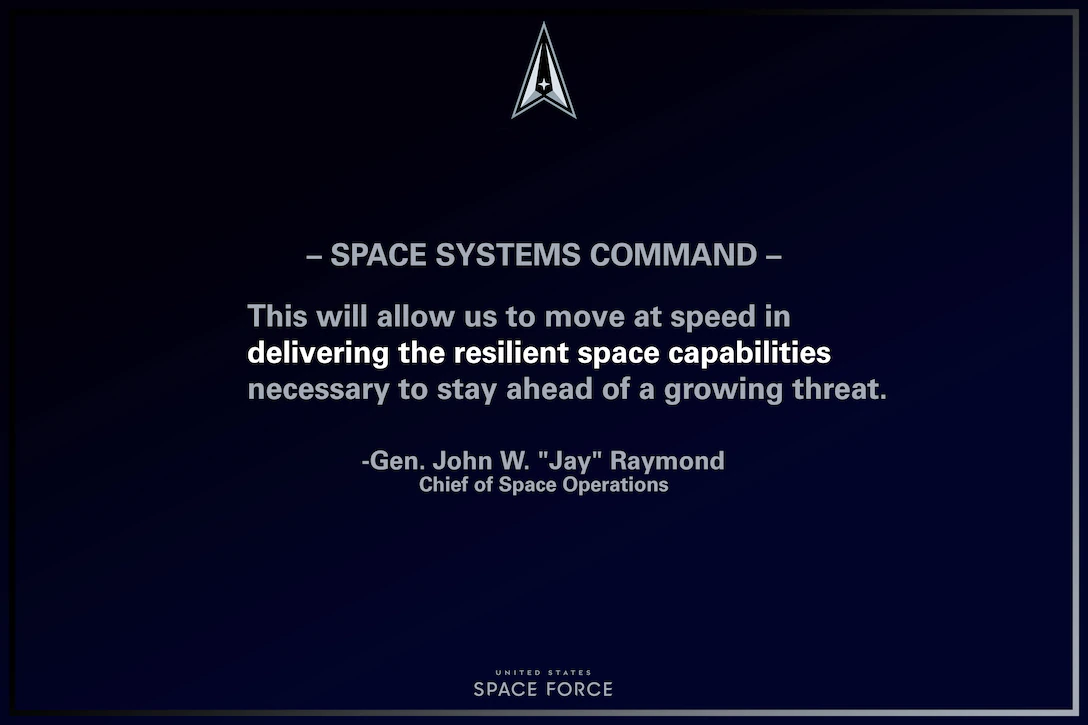 – SPACE SYSTEMS COMMAND –
This will allow us to move at speed in
delivering the resilient space capabilities
necessary to stay ahead of a growing threat.
-Gen. John W. "Jay" Raymond
Chief of Space Operations
UNITED STATES
SPACE FORCE